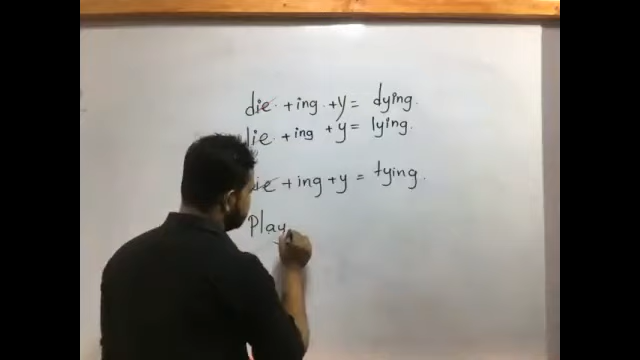 die + ing + y = dying.
lie + ing + y = lying.
tie + ing + y = tying.
Play